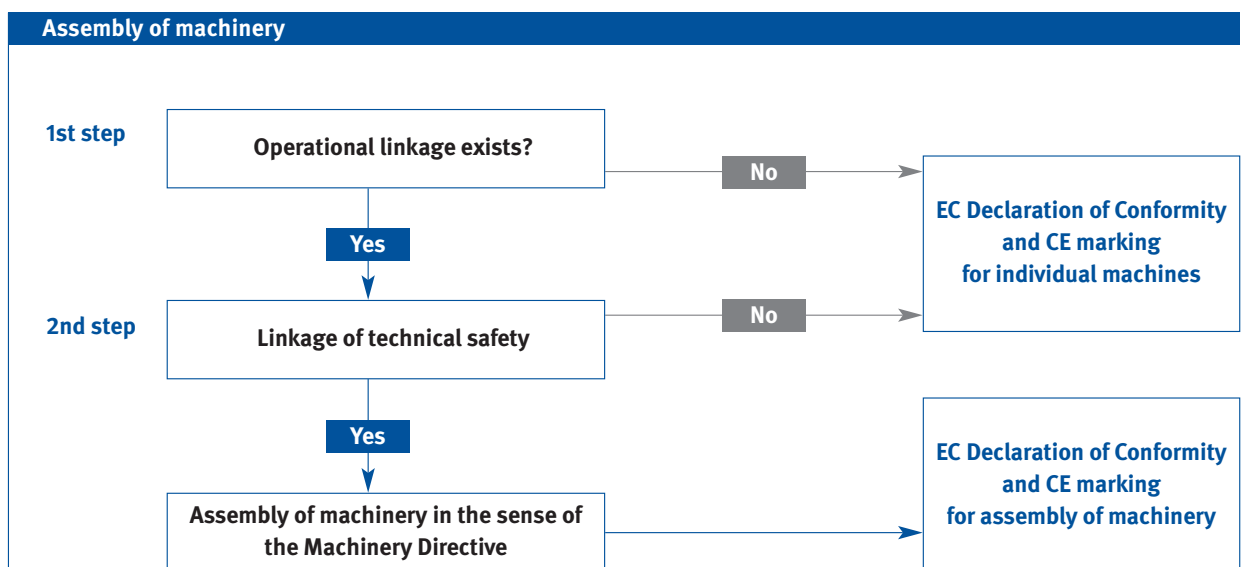 Assembly of machinery
1st step
Operational linkage exists?
No
EC Declaration of Conformity
and CE marking
for individual machines
Yes
2nd step
Linkage of technical safety
No
Yes
EC Declaration of Conformity
and CE marking
for assembly of machinery
Assembly of machinery in the sense of
the Machinery Directive